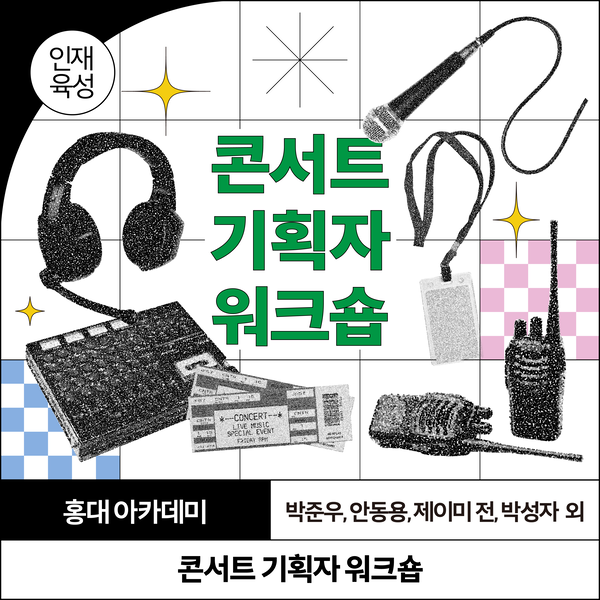 인재
육성
콘서트
기획자
워크숍
CONCERT
LIVE MUSIC
SPECIAL EVENT
FRIDAY 7PM
홍대 아카데미
박준우, 안동용, 제이미 전, 박성자 외
콘서트 기획자 워크숍